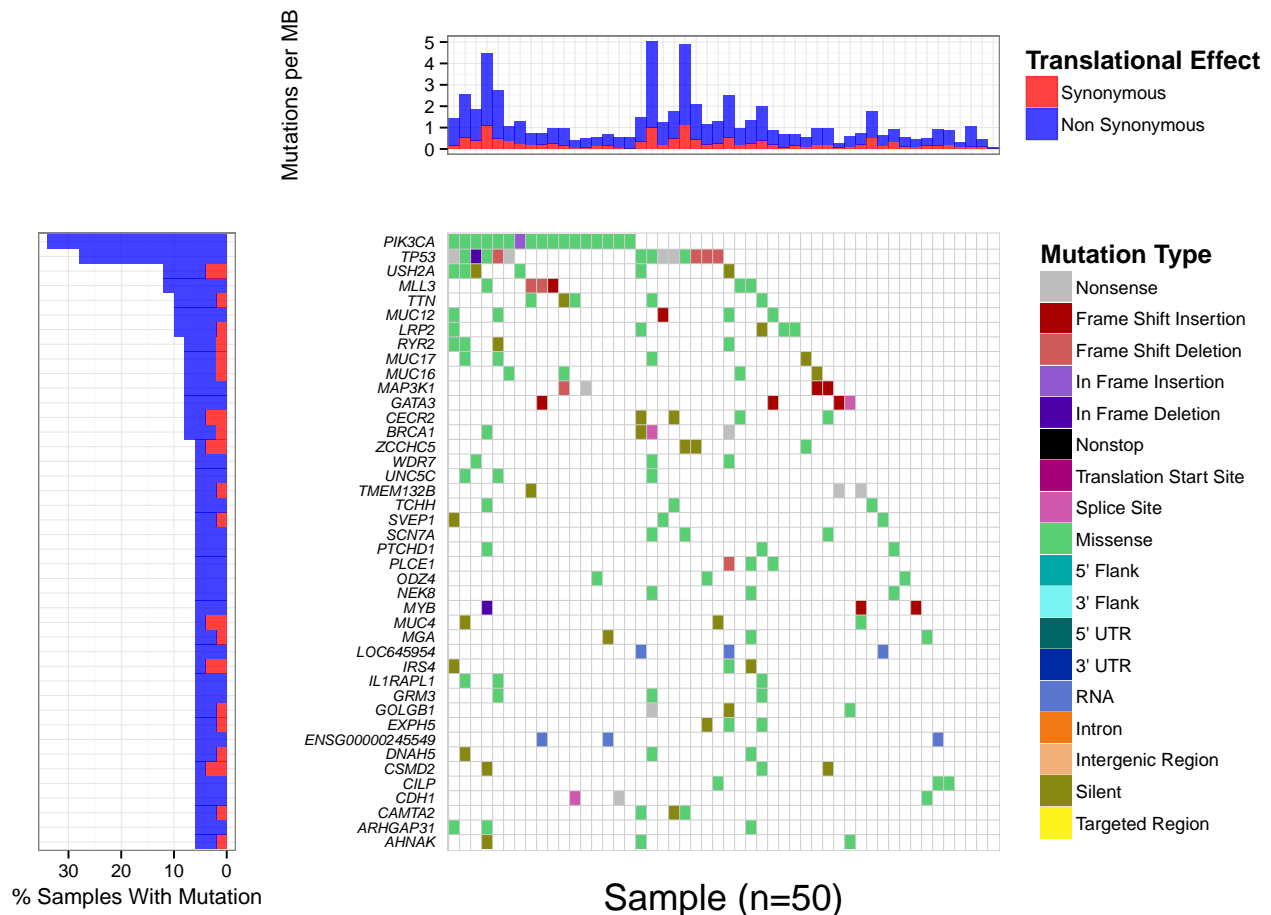 Mutations per MB
5
4
3
2
1
0
Translational Effect
Synonymous
Non Synonymous
PIK3CA
TP53
USH2A
MLL3
TTN
MUC12
LRP2
RYR2
MUC17
MUC16
MAP3K1
GATA3
CECR2
BRCA1
ZCCHC5
WDR7
UNC5C
TMEM132B
TCHH
SVEP1
SCN7A
PTCHD1
PLCE1
ODZ4
NEK8
MYB
MUC4
MGA
LOC645954
IRS4
IL1RAPL1
GRM3
GOLGB1
EXPH5
ENSG00000245549
DNAH5
CSMD2
CILP
CDH1
CAMTA2
ARHGAP31
AHNAK
Mutation Type
Nonsense
Frame Shift Insertion
Frame Shift Deletion
In Frame Insertion
In Frame Deletion
Nonstop
Translation Start Site
Splice Site
Missense
5' Flank
3' Flank
5' UTR
3' UTR
RNA
Intron
Intergenic Region
Silent
Targeted Region
30 20 10 0
% Samples With Mutation
Sample (n=50)